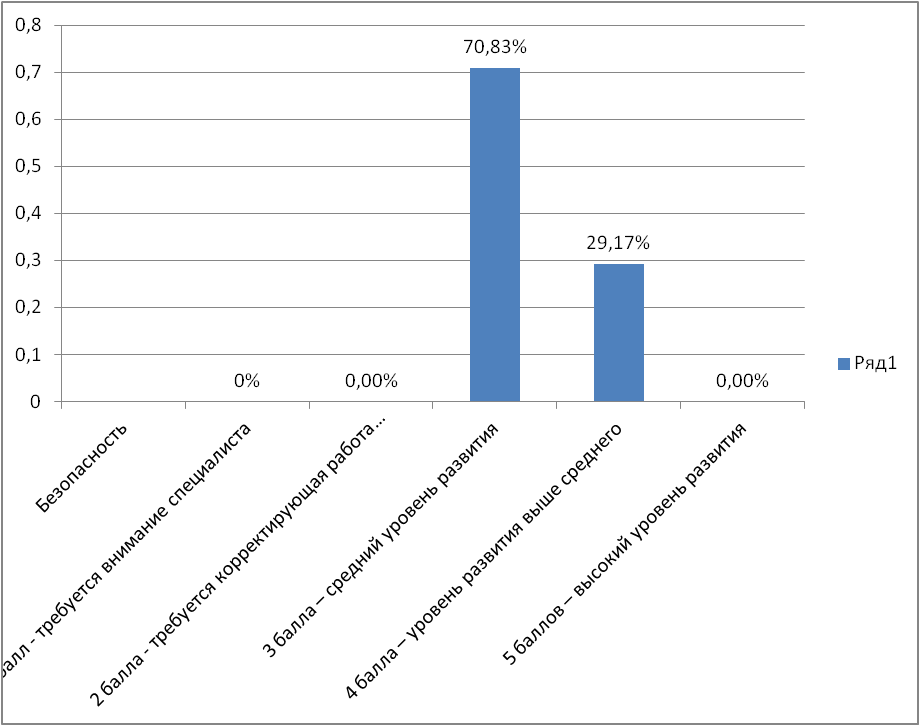 0,8
0,7
0,6
0,5
0,4
0,3
0,2
0,1
0
0%
0,00%
70,83%
29,17%
0,00%
Безопасность
балл - требуется внимание специалиста
2 балла - требуется корректирующая работа...
3 балла – средний уровень развития
4 балла – уровень развития выше среднего
5 баллов – высокий уровень развития
Ряд1